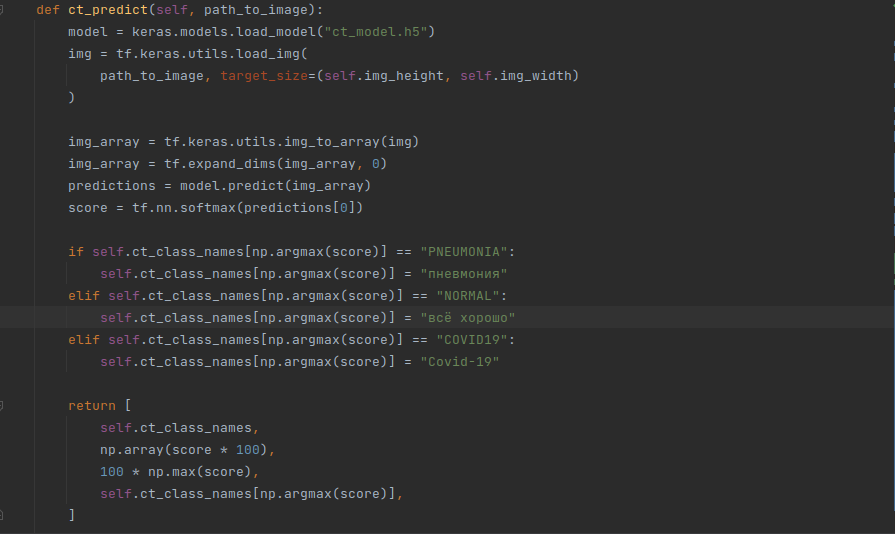 def ct_predict(self, path_to_image):
    model = keras.models.load_model("ct_model.h5")
    img = tf.keras.utils.load_img(
        path_to_image, target_size=(self.img_height, self.img_width)
    )

    img_array = tf.keras.utils.img_to_array(img)
    img_array = tf.expand_dims(img_array, 0)
    predictions = model.predict(img_array)
    score = tf.nn.softmax(predictions[0])

    if self.ct_class_names[np.argmax(score)] == "PNEUMONIA":
        self.ct_class_names[np.argmax(score)] = "пневмония"
    elif self.ct_class_names[np.argmax(score)] == "NORMAL":
        self.ct_class_names[np.argmax(score)] = "всё хорошо"
    elif self.ct_class_names[np.argmax(score)] == "COVID19":
        self.ct_class_names[np.argmax(score)] = "Covid-19"

    return [
        self.ct_class_names,
        np.array(score * 100),
        100 * np.max(score),
        self.ct_class_names[np.argmax(score)],
    ]